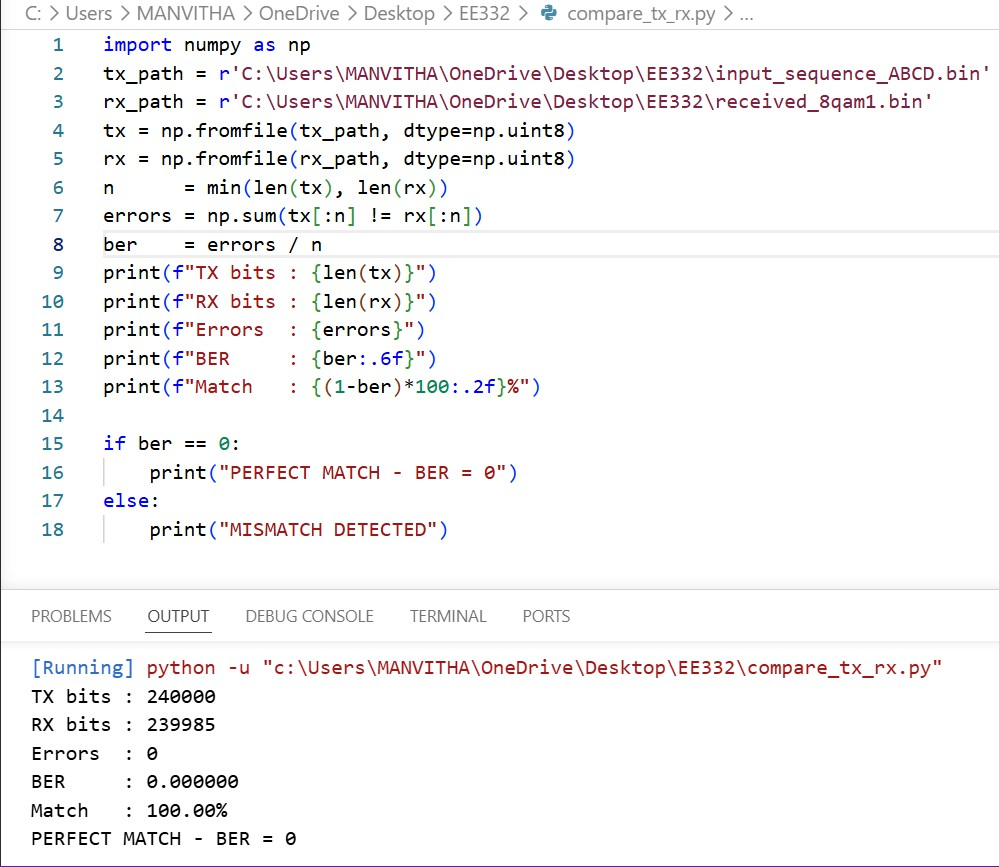 C: > Users > MANVITHA > OneDrive > Desktop > EE332 > compare_tx_rx.py > ...
1 import numpy as np
2 tx_path = r'C:\Users\MANVITHA\OneDrive\Desktop\EE332\input_sequence_ABCD.bin'
3 rx_path = r'C:\Users\MANVITHA\OneDrive\Desktop\EE332\received_8qam1.bin'
4 tx = np.fromfile(tx_path, dtype=np.uint8)
5 rx = np.fromfile(rx_path, dtype=np.uint8)
6 n      = min(len(tx), len(rx))
7 errors = np.sum(tx[:n] != rx[:n])
8 ber    = errors / n
9 print(f"TX bits : {len(tx)}")
10 print(f"RX bits : {len(rx)}")
11 print(f"Errors  : {errors}")
12 print(f"BER     : {ber:.6f}")
13 print(f"Match   : {(1-ber)*100:.2f}%")
14
15 if ber == 0:
16     print("PERFECT MATCH - BER = 0")
17 else:
18     print("MISMATCH DETECTED")
PROBLEMS OUTPUT DEBUG CONSOLE TERMINAL PORTS
[Running] python -u "c:\Users\MANVITHA\OneDrive\Desktop\EE332\compare_tx_rx.py"
TX bits : 240000
RX bits : 239985
Errors  : 0
BER     : 0.000000
Match   : 100.00%
PERFECT MATCH - BER = 0